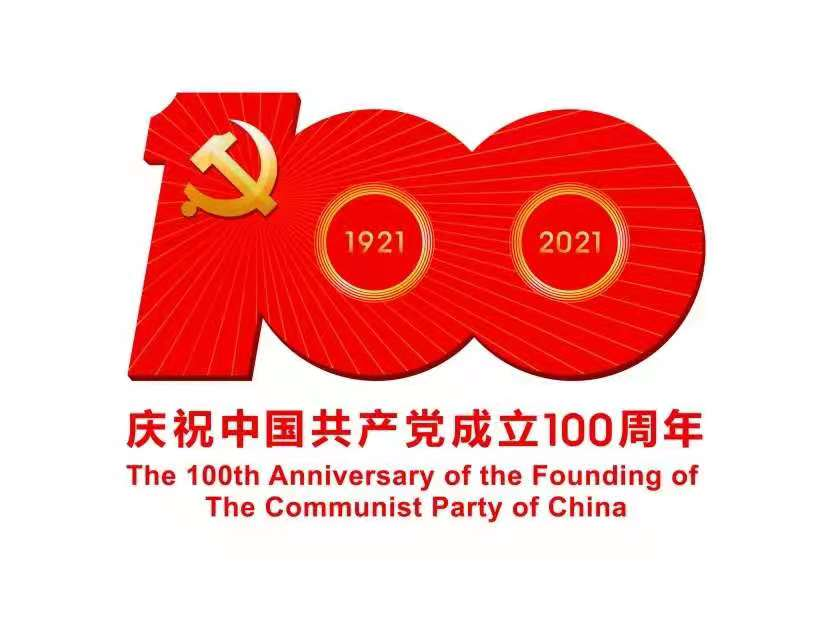 100
1921
2021
庆祝中国共产党成立100周年
The 100th Anniversary of the Founding of
The Communist Party of China